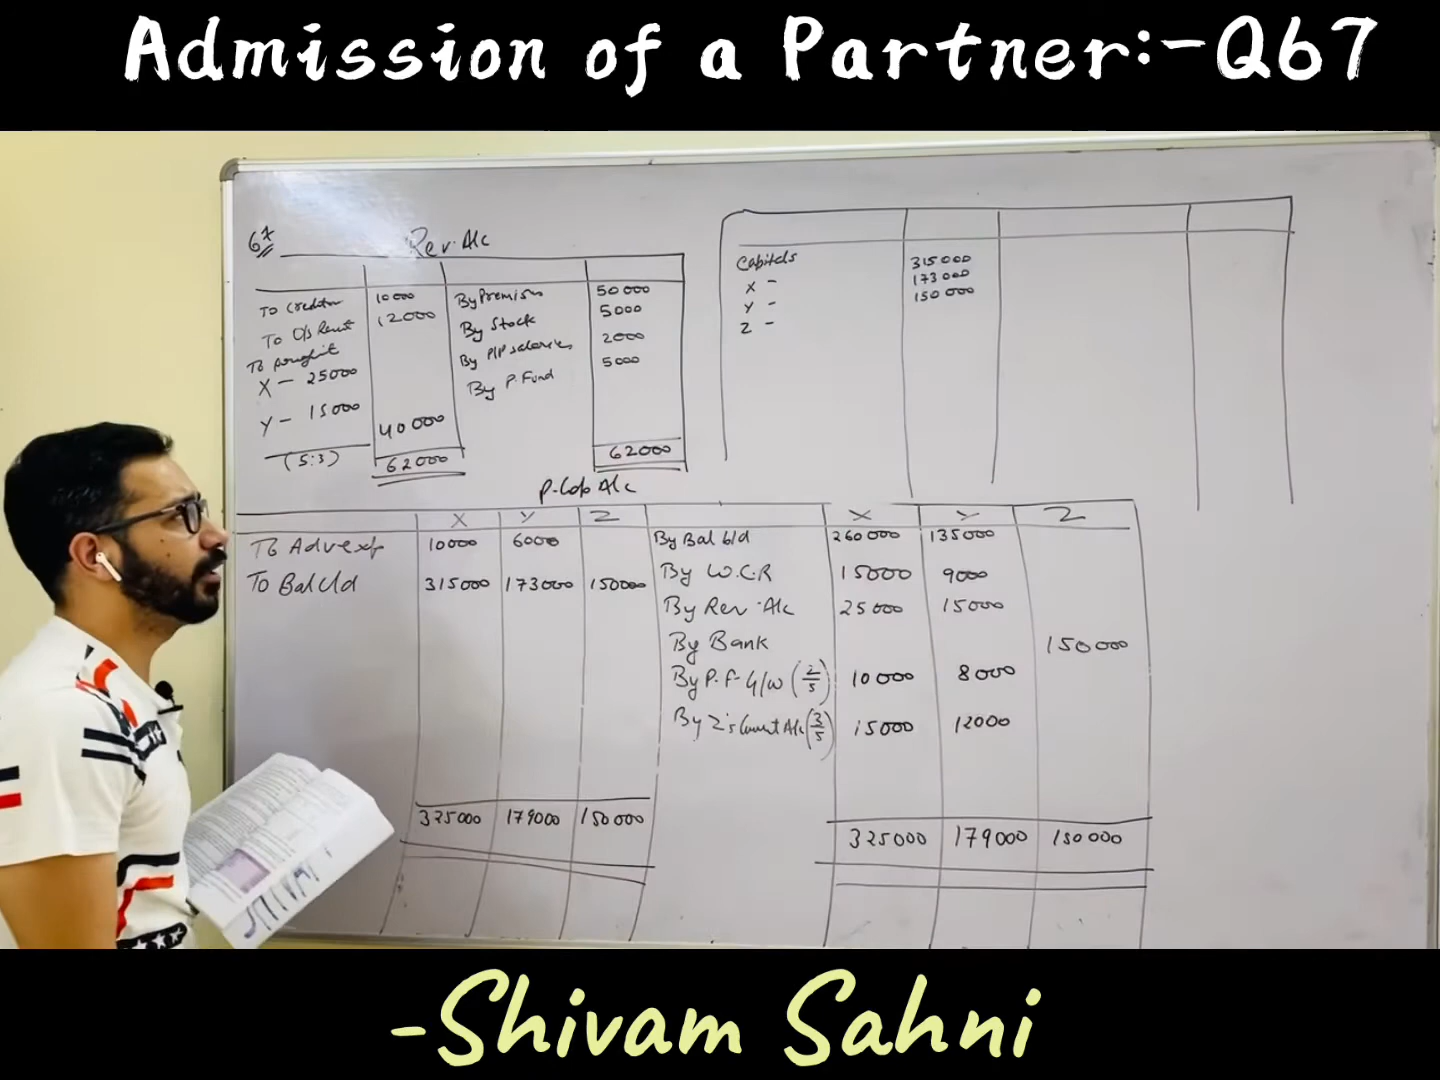 Admission of a Partner:-Q67
67
Rev. A/c
To Creditor 10000 By Premises 50000
To O/s Rent 12000 By Stock 5000
To profit By P/P salaries 2000
X - 25000 By P. Fund 5000
Y - 15000 40000
(5:3) 62000 62000
Capitals 315000
X - 173000
Y - 150000
Z -
P. Cap A/c
X Y Z X Y Z
To Adv exp 10000 6000 By Bal b/d 260000 135000
To Bal c/d 315000 173000 150000 By W.C.R 15000 9000
By Rev. A/c 25000 15000
By Bank 150000
By P.F. G/w (2/5) 10000 8000
By Z's Current A/c (3/5) 15000 12000
325000 179000 150000 325000 179000 150000
SHIVAM
-Shivam Sahni